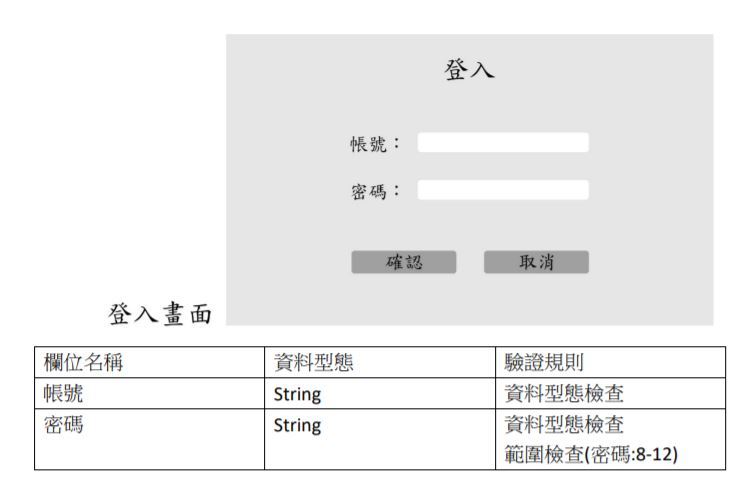 登入
帳號：
密碼：
確認 取消
登入畫面
欄位名稱 資料型態 驗證規則
帳號 String 資料型態檢查
密碼 String 資料型態檢查
範圍檢查(密碼:8-12)